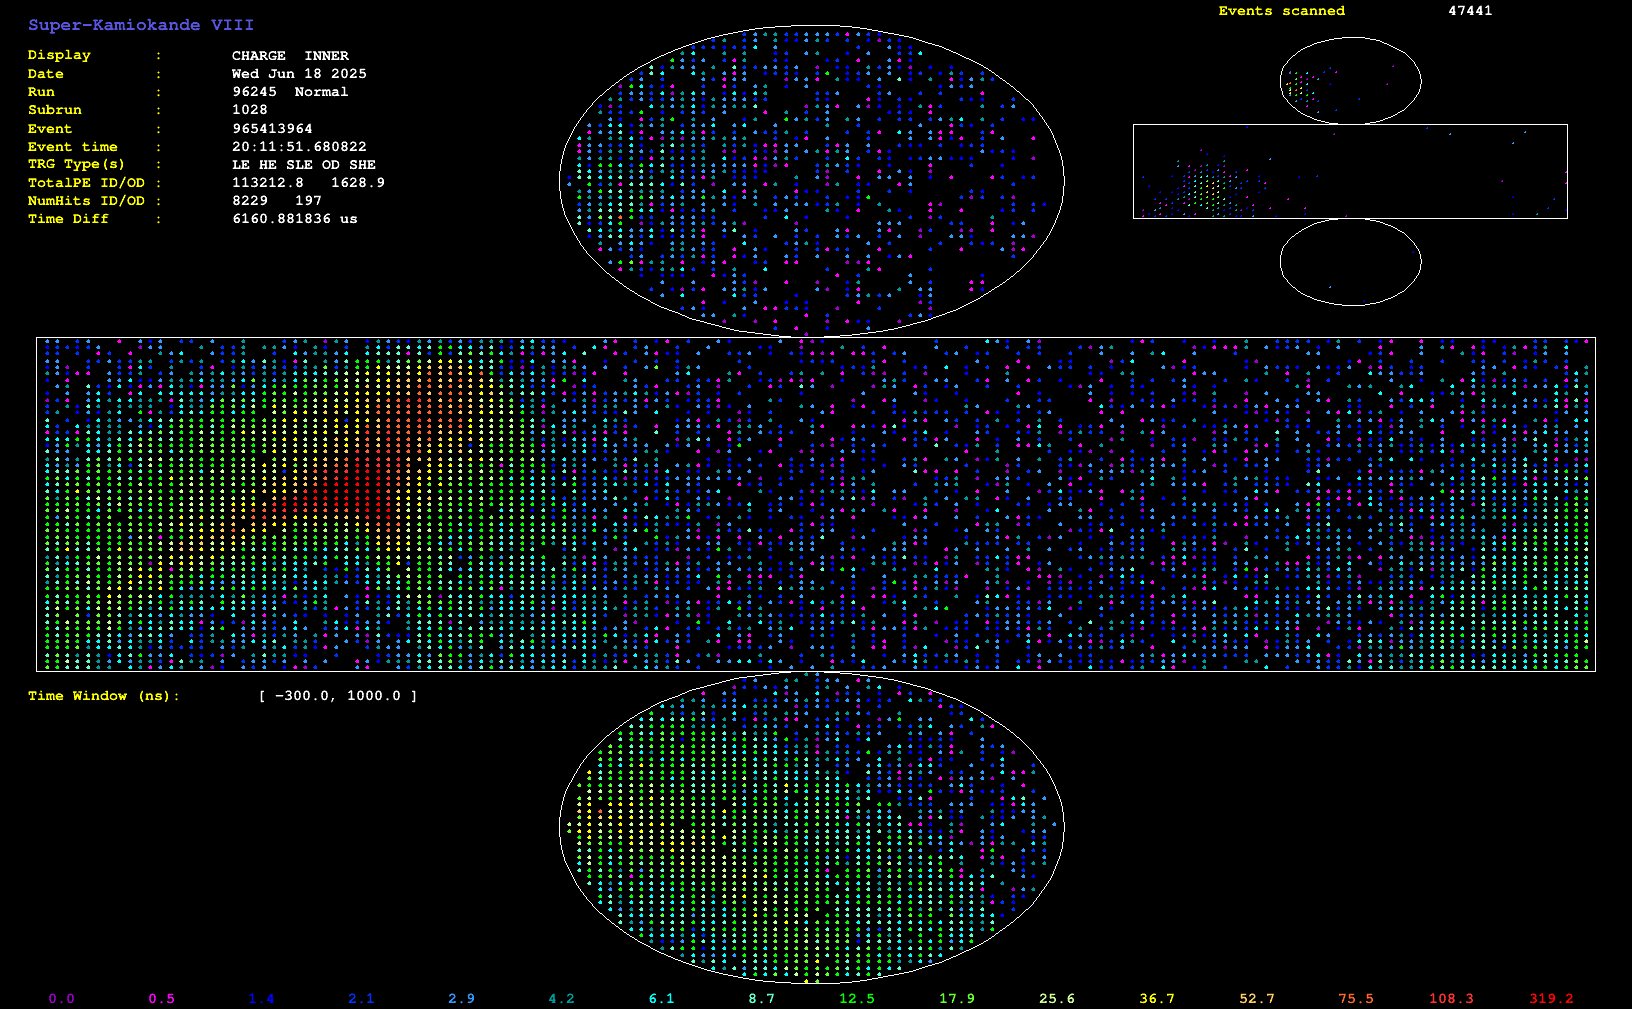 Super-Kamiokande VIII
Events scanned 47441
Display : CHARGE INNER
Date : Wed Jun 18 2025
Run : 96245 Normal
Subrun : 1028
Event : 965413964
Event time : 20:11:51.680822
TRG Type(s) : LE HE SLE OD SHE
TotalPE ID/OD : 113212.8 1628.9
NumHits ID/OD : 8229 197
Time Diff : 6160.881836 us
Time Window (ns): [ −300.0, 1000.0 ]
0.0 0.5 1.4 2.1 2.9 4.2 6.1 8.7 12.5 17.9 25.6 36.7 52.7 75.5 108.3 319.2